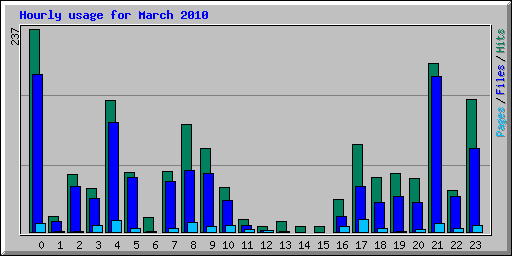 Hourly usage for March 2010
237
Pages / Files / Hits
0 1 2 3 4 5 6 7 8 9 10 11 12 13 14 15 16 17 18 19 20 21 22 23